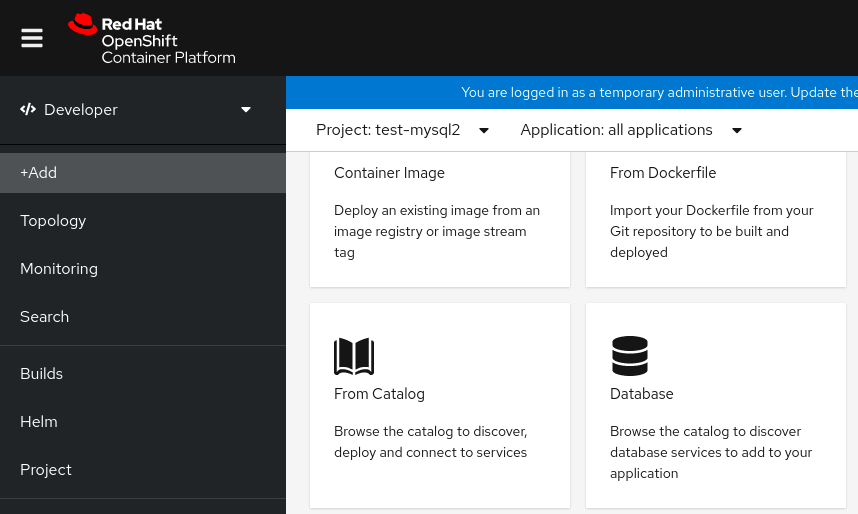 Red Hat
OpenShift
Container Platform
Developer
+Add
Topology
Monitoring
Search
Builds
Helm
Project
You are logged in as a temporary administrative user. Update the
Project: test-mysql2
Application: all applications
Container Image
Deploy an existing image from an
image registry or image stream
tag
From Dockerfile
Import your Dockerfile from your
Git repository to be built and
deployed
From Catalog
Browse the catalog to discover,
deploy and connect to services
Database
Browse the catalog to discover
database services to add to your
application